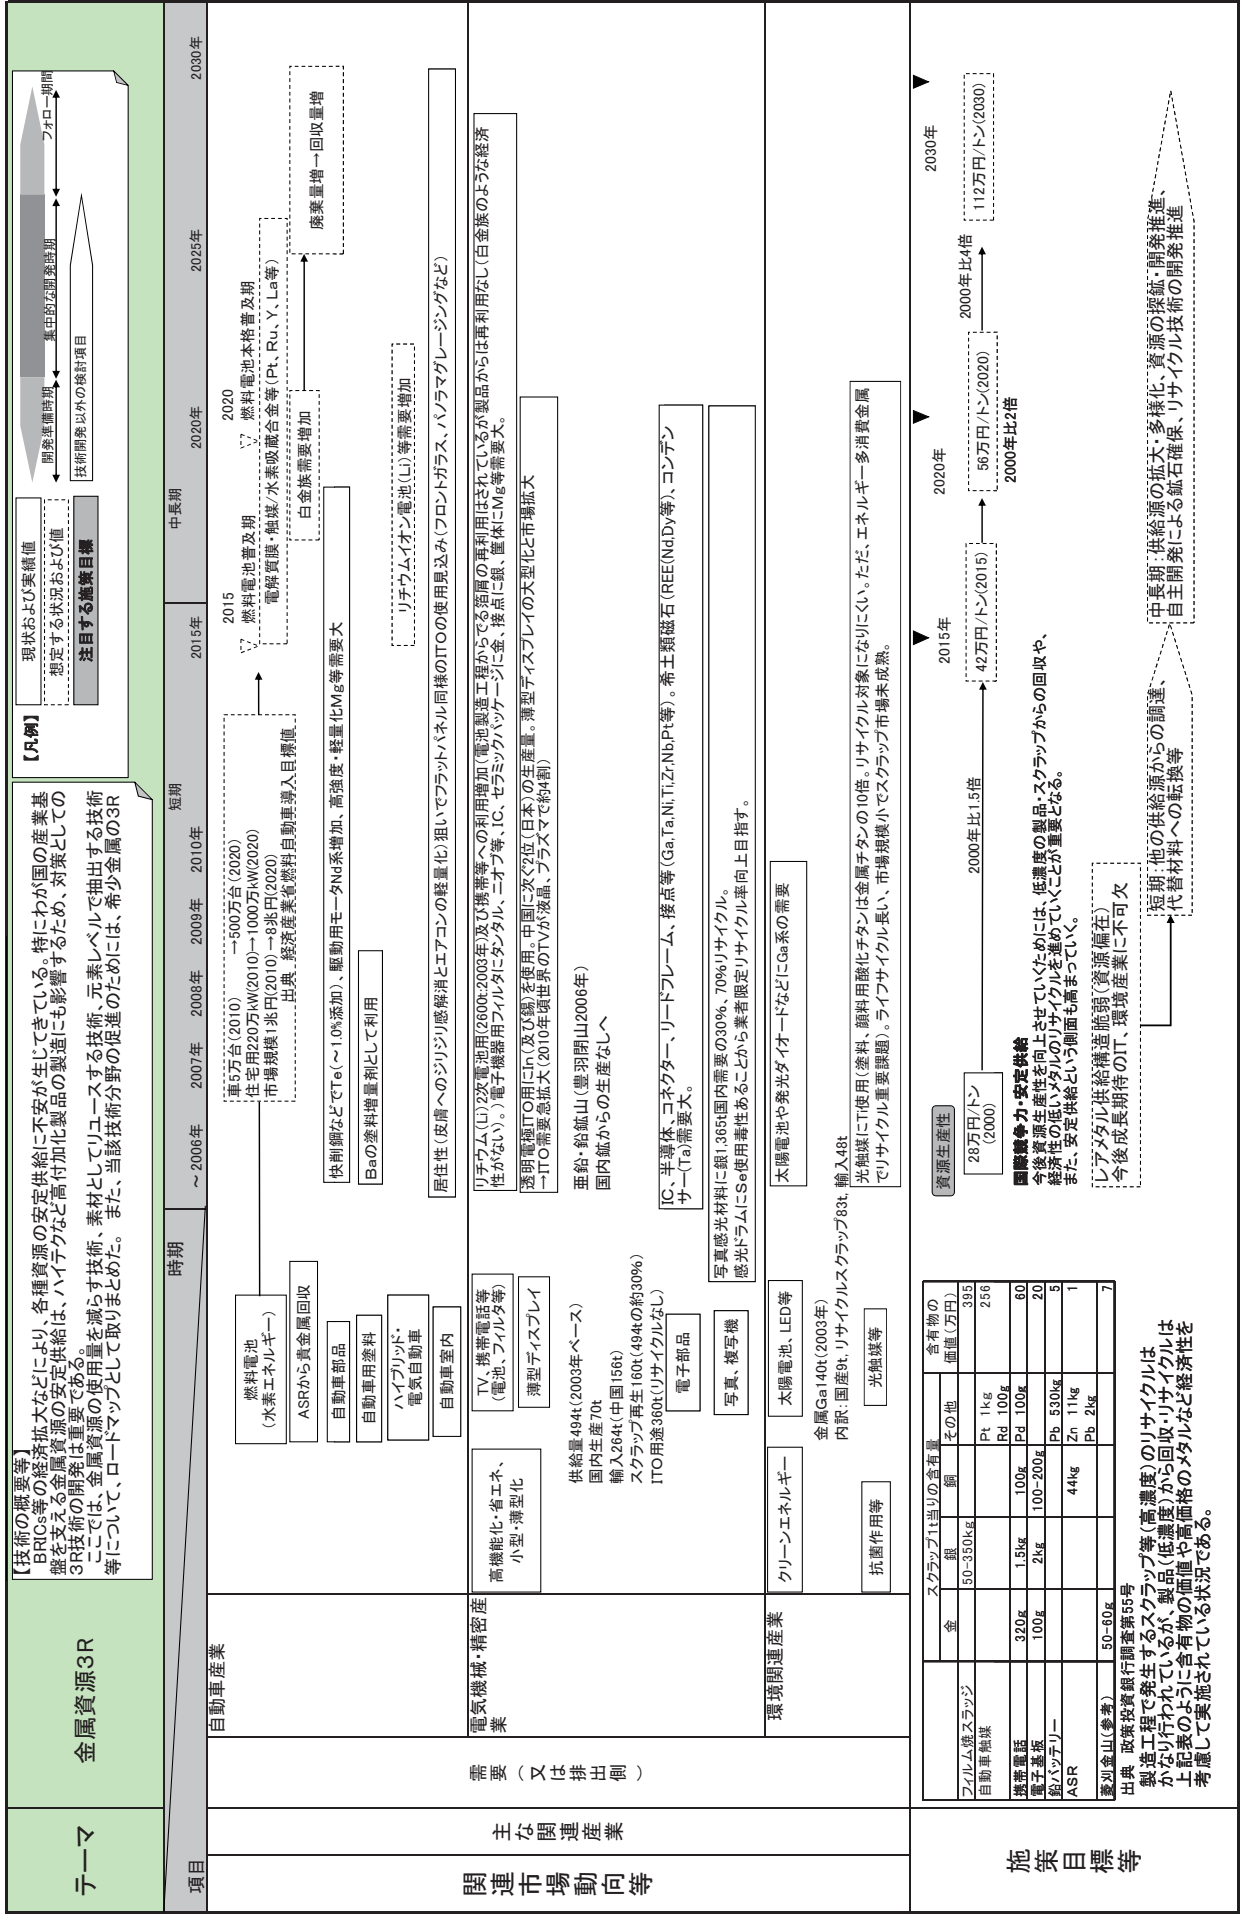 テーマ
金属資源3R
【技術の概要等】
BRICs等の経済拡大などにより、各種資源の安定供給に不安が生じてきている。特にわが国の産業基
盤を支える金属資源の安定供給は、ハイテクなど高付加化製品の製造にも影響するため、対策としての
3R技術の開発は重要である。
ここでは、金属資源の使用量を減らす技術、素材としてリユースする技術、元素レベルで抽出する技術
等について、ロードマップとして取りまとめた。 また、当該技術分野の促進のためには、希少金属の3R
【凡例】
現状および実績値
想定する状況および値
注目する施策目標
開発準備時期
集中的な開発時期
フォロー期間
技術開発以外の検討項目
項目
時期
短期
中長期
～2006年
2007年
2008年
2009年
2010年
2015年
2020年
2025年
2030年
関連市場動向等
主な関連産業
需要（又は排出側）
自動車産業
燃料電池
(水素エネルギー)
車5万台(2010) →500万台(2020)
住宅用220万kW(2010)→1000万kW(2020)
市場規模1兆円(2010)→8兆円(2020)
出典 経済産業省燃料自動車導入目標値
2015
▽ 燃料電池普及期
2020
▽ 燃料電池本格普及期
電解質膜・触媒/水素吸蔵合金等(Pt、Ru、Y、La等)
ASRから貴金属回収
白金族需要増加
廃棄量増→回収量増
自動車部品
快削鋼などでTe(～1.0%添加)、駆動用モータNd系増加、高強度・軽量化Mg等需要大
自動車用塗料
Baの塗料増量剤として利用
ハイブリッド・
電気自動車
リチウムイオン電池(Li)等需要増加
自動車室内
居住性(皮膚へのジリジリ感解消とエアコンの軽量化)狙いでフラットパネル同様のITOの使用見込み(フロントガラス、パノラマグレージングなど)
電気機械・精密産
業
高機能化・省エネ、
小型・薄型化
TV、携帯電話等
(電池、フィルタ等)
リチウム(Li)2次電池用(2600t:2003年)及び携帯等への利用増加(電池製造工程からでる箔屑の再利用はされているが製品からは再利用なし(白金族のような経済
性がない)。)電子機器用フィルタにタンタル、ニオブ等、IC、セラミックパッケージに金、接点に銀、筐体にMg等需要大。
薄型ディスプレイ
透明電極ITO用にIn(及び錫)を使用。中国に次ぐ2位(日本)の生産量。薄型ディスプレイの大型化と市場拡大
→ITO需要急拡大(2010年頃世界のTVが液晶、プラズマで約4割)
供給量494t(2003年ベース)
国内生産70t
輸入264t(中国156t)
スクラップ再生160t(494tの約30%)
ITO用途360t(リサイクルなし)
亜鉛・鉛鉱山(豊羽閉山2006年)
国内鉱からの生産なしへ
電子部品
IC、半導体、コネクター、リードフレーム、接点等(Ga,Ta,Ni,Ti,Zr,Nb,Pt等)。希土類磁石(REE(Nd,Dy等)、コンデン
サー(Ta)需要大。
写真、複写機
写真感光材料に銀1,365t国内需要の30%、70%リサイクル。
感光ドラムにSe使用毒性あることから業者限定リサイクル率向上目指す。
環境関連産業
クリーンエネルギー
太陽電池、LED等
太陽電池や発光ダイオードなどにGa系の需要
金属Ga140t(2003年)
内訳：国産9t,リサイクルスクラップ83t,輸入48t
抗菌作用等
光触媒等
光触媒にTi使用(塗料、顔料用酸化チタンは金属チタンの10倍。リサイクル対象になりにくい。ただ、エネルギー多消費金属
でリサイクル重要課題)。ライフサイクル長い、市場規模小でスクラップ市場未成熟。
施策目標等
スクラップ1t当りの含有量
含有物の
価値(万円)
金 銀 銅 その他
フィルム焼スラッジ 50-350kg 395
自動車触媒 Pt 1kg 256
Rd 100g
携帯電話 320g 1.5kg 100g Pd 100g 60
電子基板 100g 2kg 100-200g 20
鉛バッテリー Pb 530kg 5
ASR 44kg Zn 11kg 1
Pb 2kg
菱刈金山(参考) 50-60g 7
出典 政策投資銀行調査第55号
製造工程で発生するスクラップ等(高濃度)のリサイクルは
かなり行われているが、製品(低濃度)から回収・リサイクルは
上記表のように含有物の価値や高価格のメタルなど経済性を
考慮して実施されている状況である。
資源生産性
28万円/トン
(2000)
2000年比1.5倍
2015年
42万円/トン(2015)
2020年
56万円/トン(2020)
2000年比2倍
2000年比4倍
2030年
112万円/トン(2030)
国際競争力・安定供給
今後資源生産性を向上させていくためには、低濃度の製品・スクラップからの回収や、
経済性の低いメタルのリサイクルを進めていくことが重要となる。
また、安定供給という側面も高まっていく。
レアメタル供給構造脆弱(資源偏在)
今後成長期待のIT、環境産業に不可欠
短期：他の供給源からの調達、
代替材料への転換等
中長期：供給源の拡大・多様化、資源の探鉱・開発推進、
自主開発による鉱石確保、リサイクル技術の開発推進